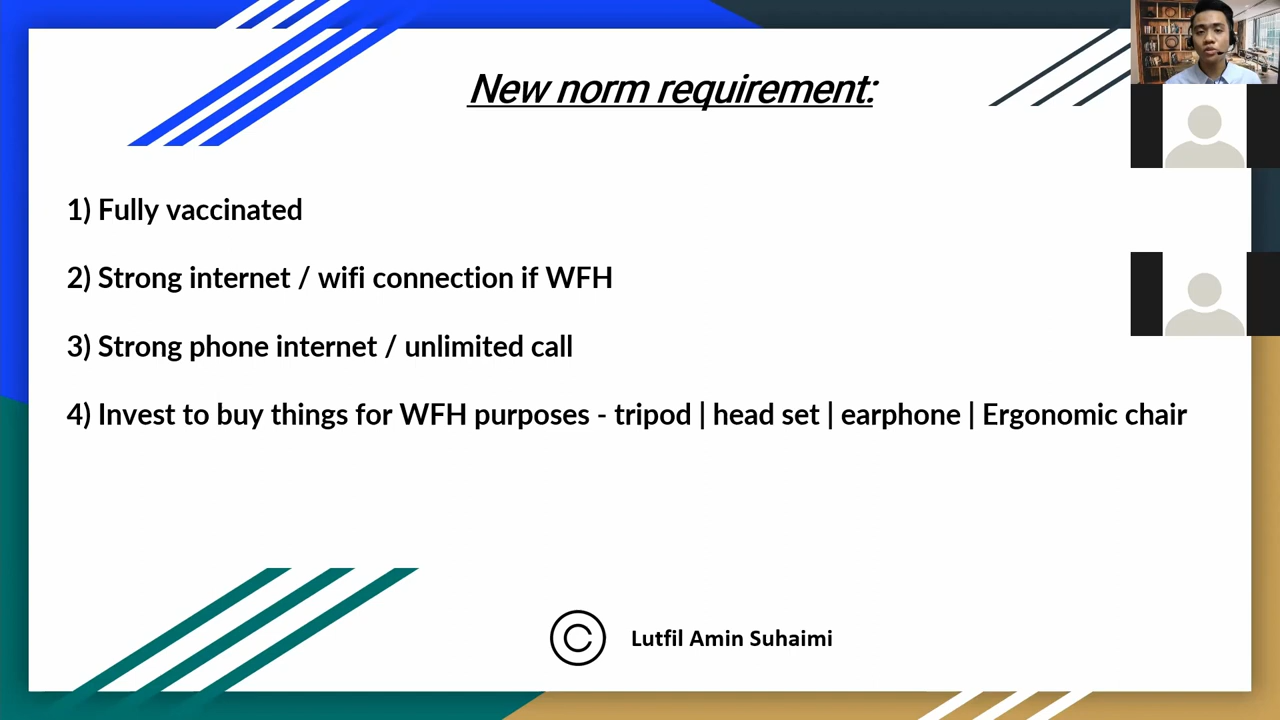 New norm requirement:
1) Fully vaccinated
2) Strong internet / wifi connection if WFH
3) Strong phone internet / unlimited call
4) Invest to buy things for WFH purposes - tripod | head set | earphone | Ergonomic chair
© Lutfil Amin Suhaimi